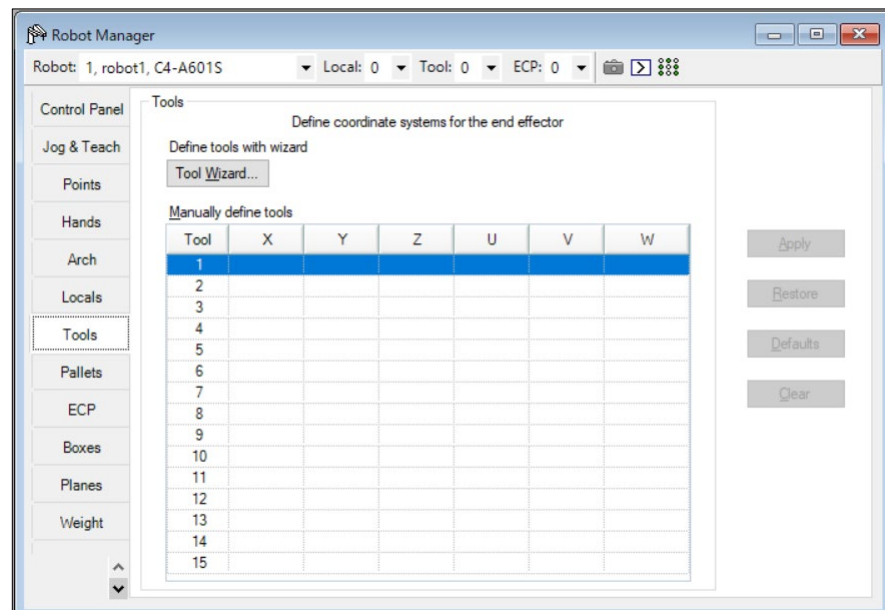 Robot Manager
Robot: 1, robot1, C4-A601S Local: 0 Tool: 0 ECP: 0
Control Panel
Jog & Teach
Points
Hands
Arch
Locals
Tools
Pallets
ECP
Boxes
Planes
Weight
Tools
Define coordinate systems for the end effector
Define tools with wizard
Tool Wizard...
Manually define tools
Tool X Y Z U V W
1
2
3
4
5
6
7
8
9
10
11
12
13
14
15
Apply
Restore
Defaults
Clear